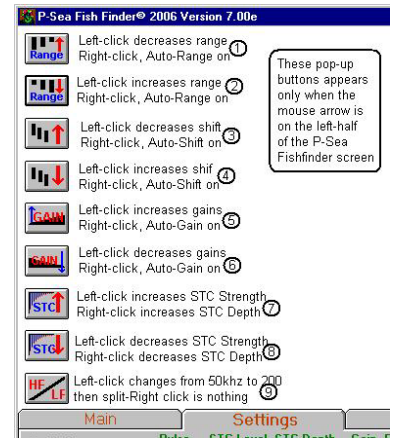 P-Sea Fish Finder© 2006 Version 7.00e
Range
Left-click decreases range
Right-click, Auto-Range on
1
These pop-up
buttons appears
only when the
mouse arrow is
on the left-half
of the P-Sea
Fishfinder screen
Range
Left-click increases range
Right-click, Auto-Range on
2
Left-click decreases shift
Right-click, Auto-Shift on
3
Left-click increases shif
Right-click, Auto-Shift on
4
GAIN
Left-click increases gains
Right-click, Auto-Gain on
5
GAIN
Left-click decreases gains
Right-click, Auto-Gain on
6
STC
Left-click increases STC Strength
Right-click increases STC Depth
7
STC
Left-click decreases STC Strength
Right-click decreases STC Depth
8
HF/LF
Left-click changes from 50khz to 200
then split-Right click is nothing
9
Main
Settings
Pulse STC Level STC Depth Gain